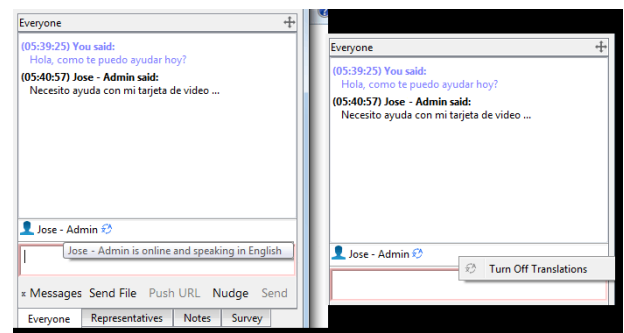 Everyone
(05:39:25) You said:
Hola, como te puedo ayudar hoy?
(05:40:57) Jose - Admin said:
Necesito ayuda con mi tarjeta de video ...
Jose - Admin
Jose - Admin is online and speaking in English
Messages Send File Push URL Nudge Send
Everyone Representatives Notes Survey
Everyone
(05:39:25) You said:
Hola, como te puedo ayudar hoy?
(05:40:57) Jose - Admin said:
Necesito ayuda con mi tarjeta de video ...
Jose - Admin
Turn Off Translations